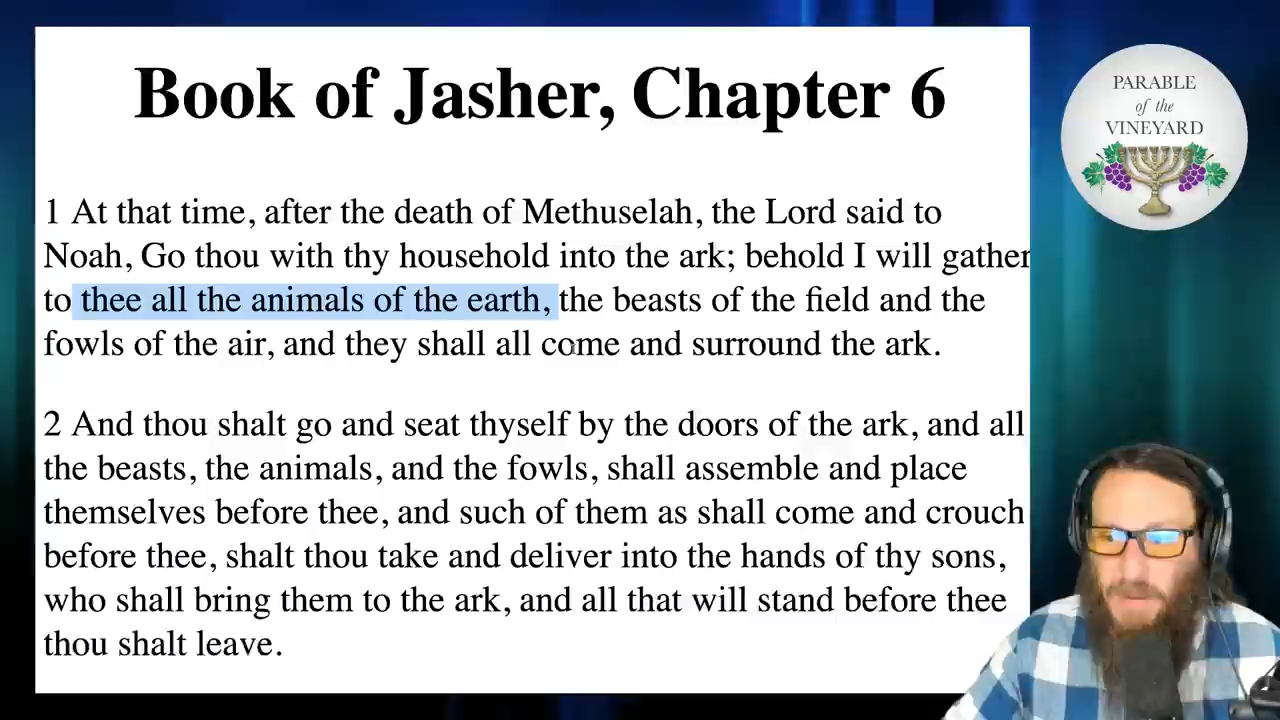 Book of Jasher, Chapter 6
1 At that time, after the death of Methuselah, the Lord said to
Noah, Go thou with thy household into the ark; behold I will gather
to thee all the animals of the earth, the beasts of the field and the
fowls of the air, and they shall all come and surround the ark.
2 And thou shalt go and seat thyself by the doors of the ark, and all
the beasts, the animals, and the fowls, shall assemble and place
themselves before thee, and such of them as shall come and crouch
before thee, shalt thou take and deliver into the hands of thy sons,
who shall bring them to the ark, and all that will stand before thee
thou shalt leave.
PARABLE
of the
VINEYARD